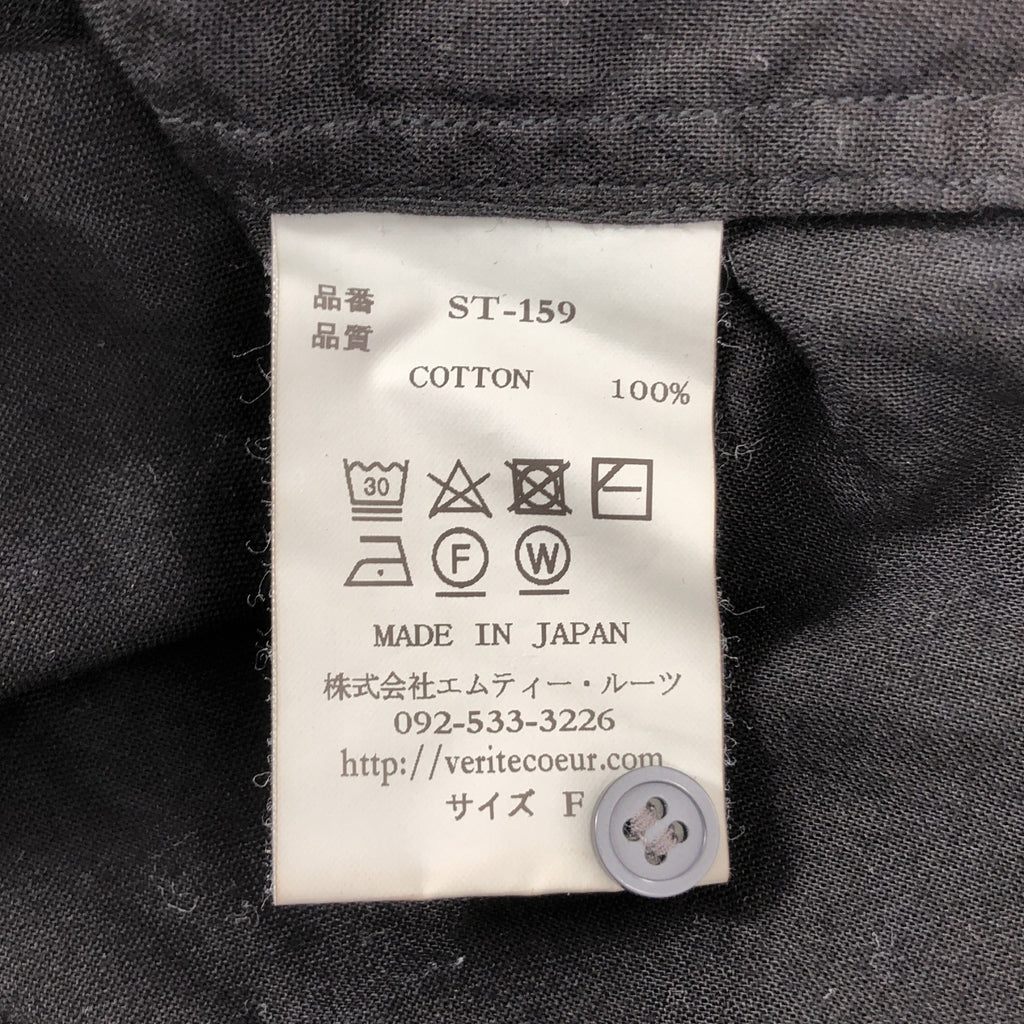 品番 ST-159
品質
COTTON 100%
30
F W
MADE IN JAPAN
株式会社エムティー・ルーツ
092-533-3226
http://veritecoeur.com
サイズ F